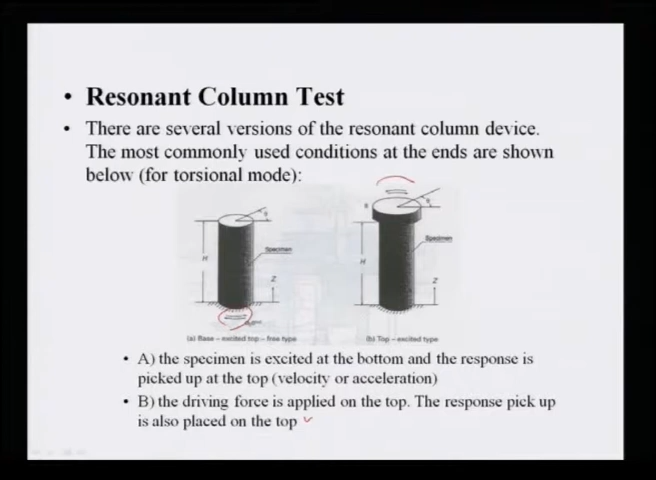 • Resonant Column Test
• There are several versions of the resonant column device.
The most commonly used conditions at the ends are shown
below (for torsional mode):
Specimen
H
Z
(a) Base – excited top – free type
Specimen
H
Z
(b) Top – excited type
• A) the specimen is excited at the bottom and the response is
picked up at the top (velocity or acceleration)
• B) the driving force is applied on the top. The response pick up
is also placed on the top